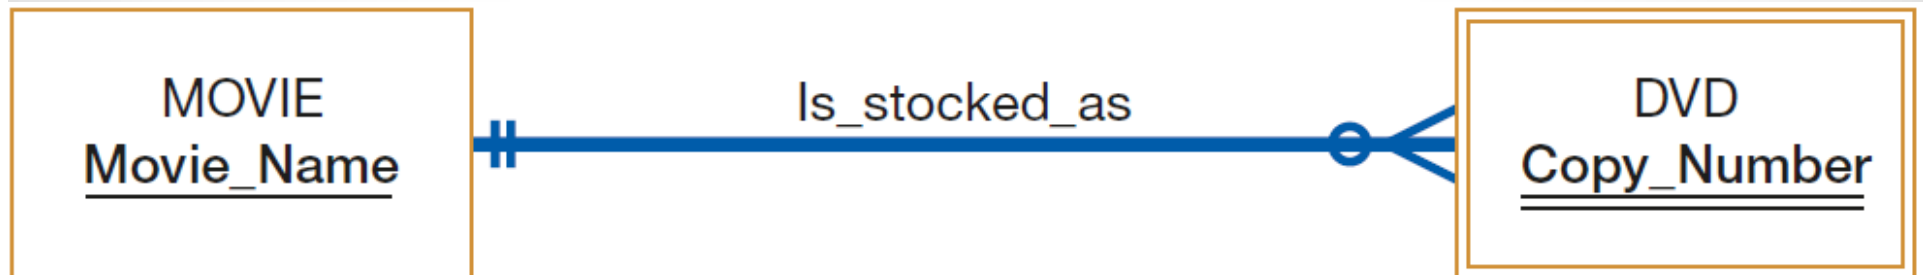 MOVIE
Movie_Name
Is_stocked_as
DVD
Copy_Number